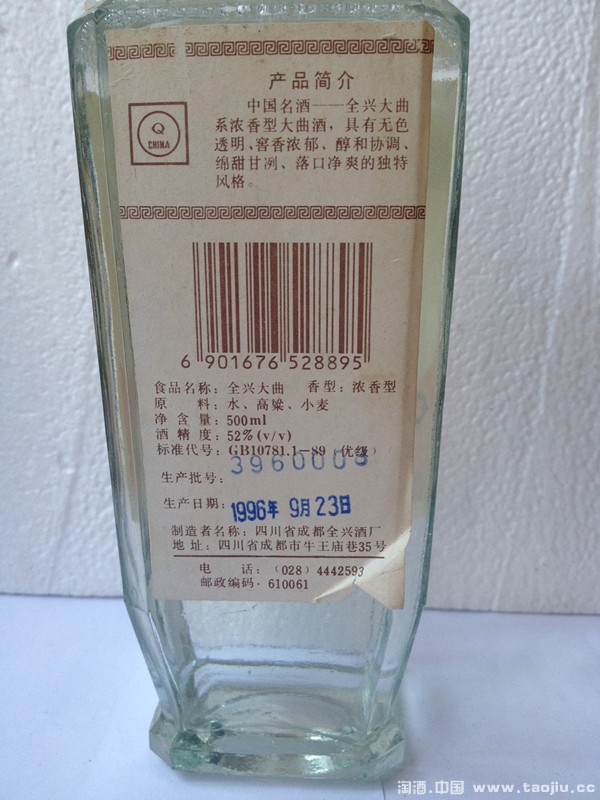 产品简介
Q
CHINA
中国名酒——全兴大曲
系浓香型大曲酒，具有无色
透明、窖香浓郁、醇和协调、
绵甜甘冽、落口净爽的独特
风格。
6 901676 528895
食品名称：全兴大曲 香型：浓香型
原 料：水、高粱、小麦
净含量：500ml
酒精度：52%(v/v)
标准代号：GB10781.1-89（优级）
生产批号：3960003
生产日期：1996年 9月23日
制造者名称：四川省成都全兴酒厂
地址：四川省成都市牛王庙巷35号
电 话：（028）4442593
邮政编码·610061
淘酒.中国 www.taojiu.cc